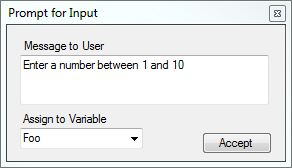 Prompt for Input
Message to User
Enter a number between 1 and 10
Assign to Variable
Foo
Accept